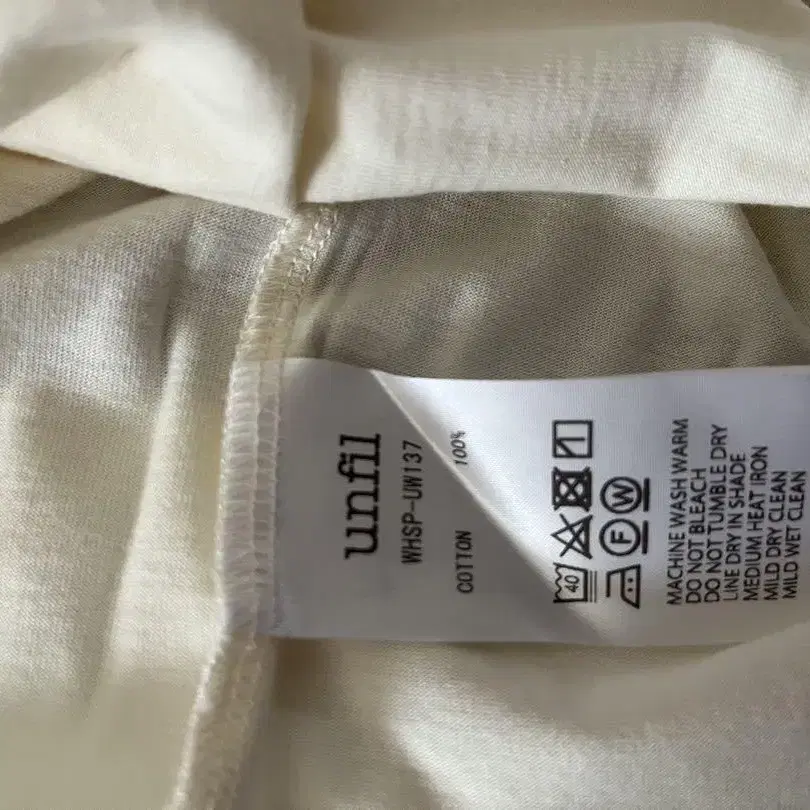 unfil
WHSP-UW137
COTTON 100%
40
F W
MACHINE WASH WARM
DO NOT BLEACH
DO NOT TUMBLE DRY
LINE DRY IN SHADE
MEDIUM HEAT IRON
MILD DRY CLEAN
MILD WET CLEAN